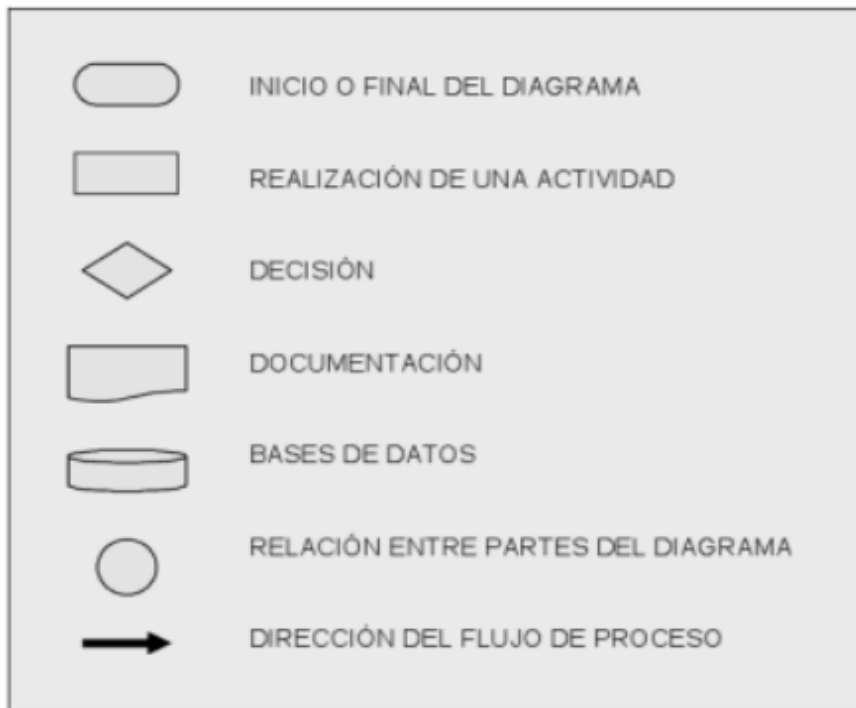 INICIO O FINAL DEL DIAGRAMA
REALIZACIÓN DE UNA ACTIVIDAD
DECISIÓN
DOCUMENTACIÓN
BASES DE DATOS
RELACIÓN ENTRE PARTES DEL DIAGRAMA
DIRECCIÓN DEL FLUJO DE PROCESO